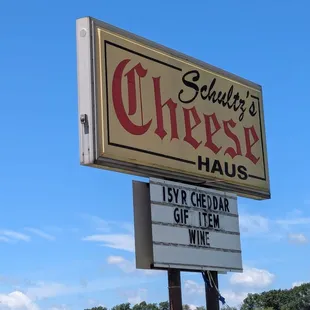 Schultz's
Cheese
HAUS
15YR CHEDDAR
GIF ITEM
WINE